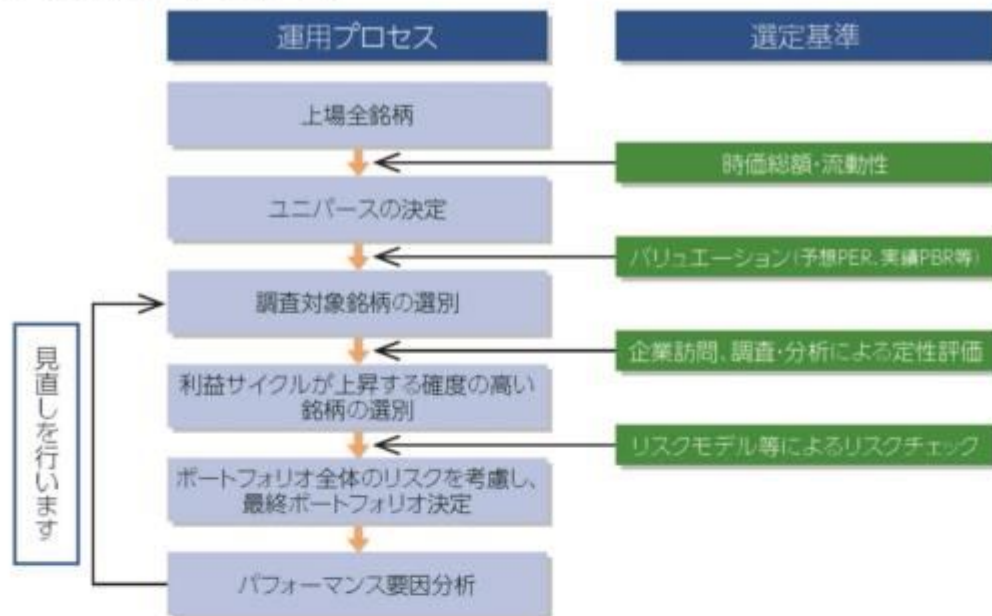 運用プロセス
選定基準
上場全銘柄
時価総額・流動性
ユニバースの決定
バリュエーション(予想PER、実績PBR等)
調査対象銘柄の選別
企業訪問、調査・分析による定性評価
利益サイクルが上昇する確度の高い
銘柄の選別
リスクモデル等によるリスクチェック
ポートフォリオ全体のリスクを考慮し、
最終ポートフォリオ決定
パフォーマンス要因分析
見直しを行います